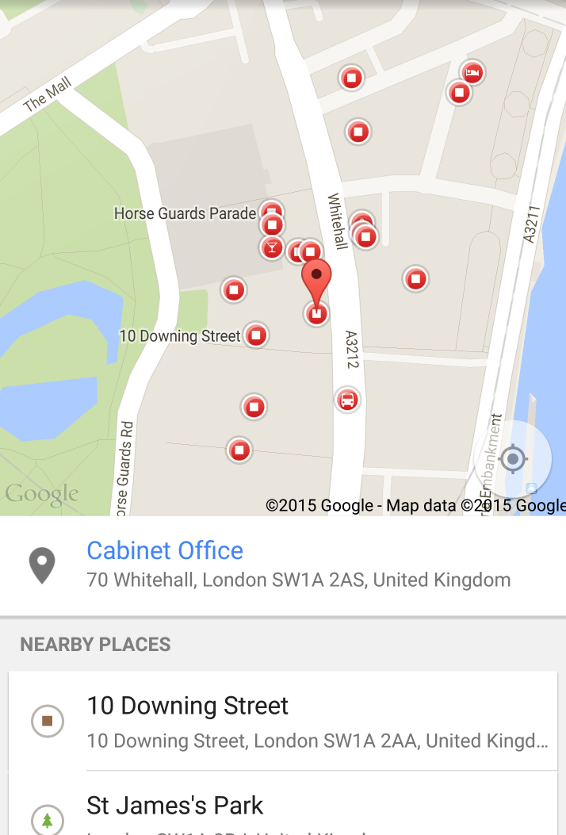 The Mall
Horse Guards Parade
Whitehall
A3211
10 Downing Street
A3212
Horse Guards Rd
Embankment
Google
©2015 Google - Map data ©2015 Google
Cabinet Office
70 Whitehall, London SW1A 2AS, United Kingdom
NEARBY PLACES
10 Downing Street
10 Downing Street, London SW1A 2AA, United Kingd…
St James's Park